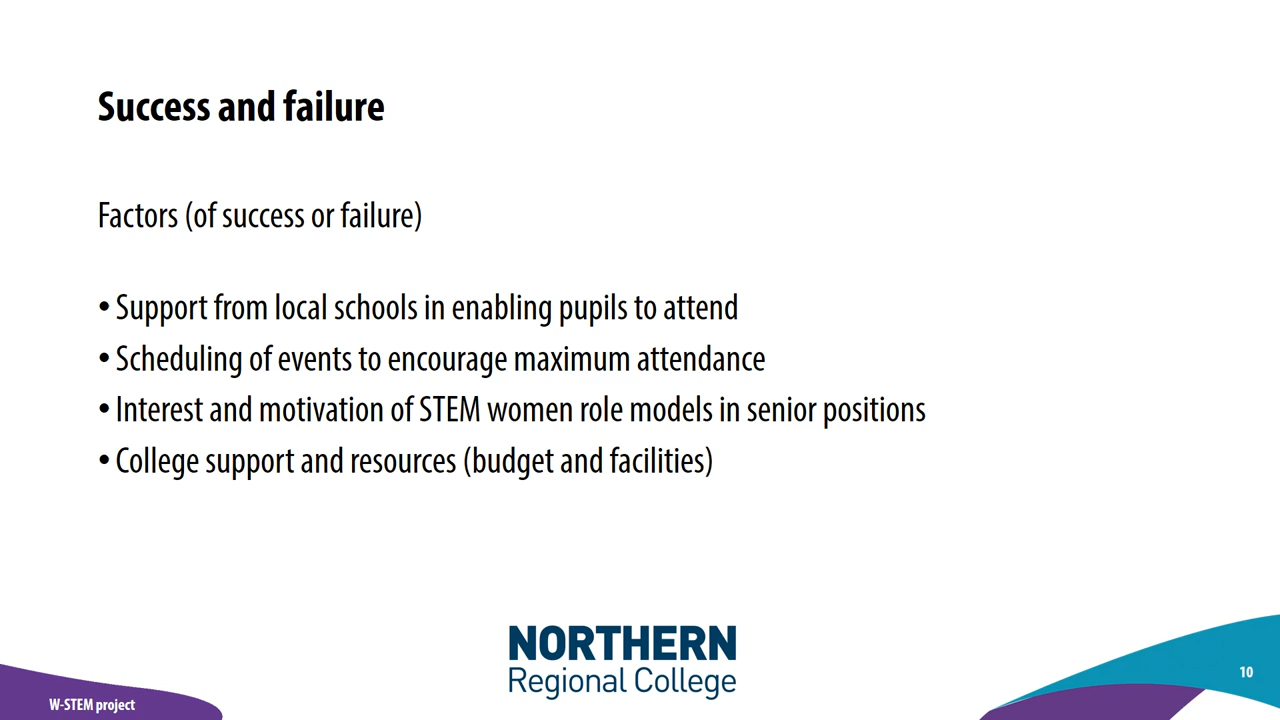 Success and failure
Factors (of success or failure)
• Support from local schools in enabling pupils to attend
• Scheduling of events to encourage maximum attendance
• Interest and motivation of STEM women role models in senior positions
• College support and resources (budget and facilities)
NORTHERN
Regional College
W-STEM project
10